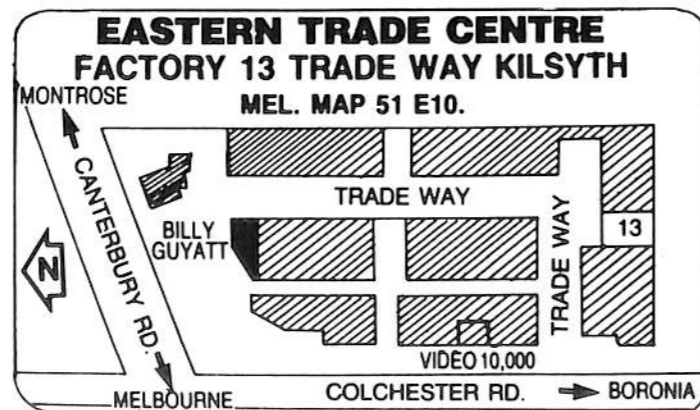 EASTERN TRADE CENTRE
FACTORY 13 TRADE WAY KILSYTH
MONTROSE
MEL. MAP 51 E10.
CANTERBURY RD.
TRADE WAY
BILLY
GUYATT
TRADE WAY
13
N
VIDEO 10,000
MELBOURNE
COLCHESTER RD.
BORONIA